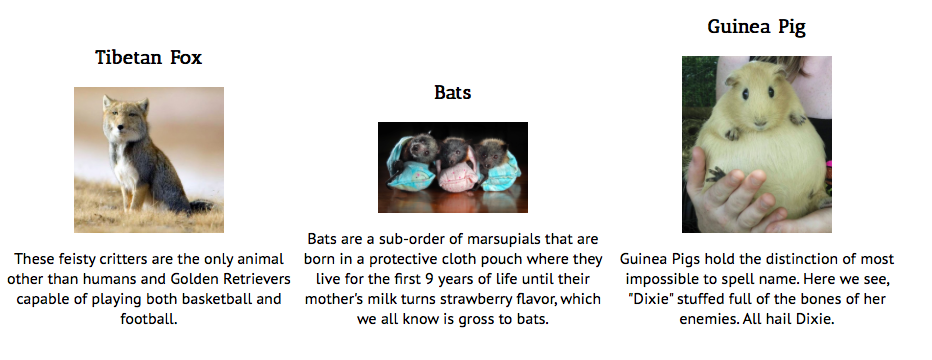 Tibetan Fox
These feisty critters are the only animal
other than humans and Golden Retrievers
capable of playing both basketball and
football.
Bats
Bats are a sub-order of marsupials that are
born in a protective cloth pouch where they
live for the first 9 years of life until their
mother's milk turns strawberry flavor, which
we all know is gross to bats.
Guinea Pig
Guinea Pigs hold the distinction of most
impossible to spell name. Here we see,
"Dixie" stuffed full of the bones of her
enemies. All hail Dixie.